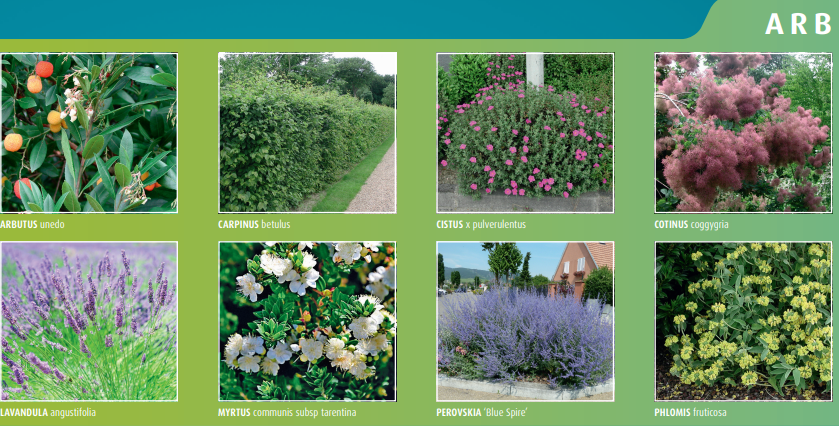 ARB
ARBUTUS unedo
CARPINUS betulus
CISTUS x pulverulentus
COTINUS coggygria
LAVANDULA angustifolia
MYRTUS communis subsp tarentina
PEROVSKIA 'Blue Spire'
PHLOMIS fruticosa